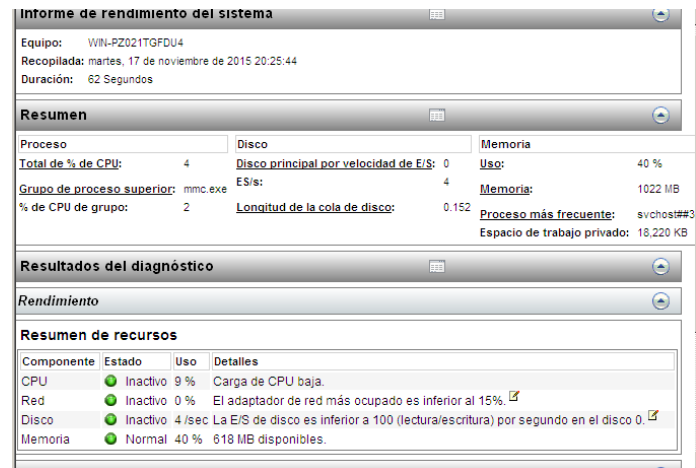 Informe de rendimiento del sistema
Equipo: WIN-PZ021TGFDU4
Recopilada: martes, 17 de noviembre de 2015 20:25:44
Duración: 62 Segundos
Resumen
Proceso
Total de % de CPU: 4
Grupo de proceso superior: mmc.exe
% de CPU de grupo: 2
Disco
Disco principal por velocidad de E/S: 0
ES/s: 4
Longitud de la cola de disco: 0.152
Memoria
Uso: 40 %
Memoria: 1022 MB
Proceso más frecuente: svchost##3
Espacio de trabajo privado: 18,220 KB
Resultados del diagnóstico
Rendimiento
Resumen de recursos
Componente Estado Uso Detalles
CPU Inactivo 9 % Carga de CPU baja.
Red Inactivo 0 % El adaptador de red más ocupado es inferior al 15%.
Disco Inactivo 4 /sec La E/S de disco es inferior a 100 (lectura/escritura) por segundo en el disco 0.
Memoria Normal 40 % 618 MB disponibles.